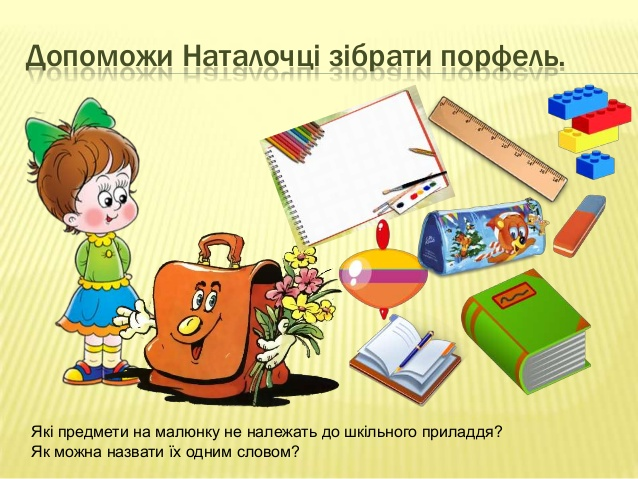 Допоможи Наталочці зібрати порфель.
Які предмети на малюнку не належать до шкільного приладдя?
Як можна назвати їх одним словом?